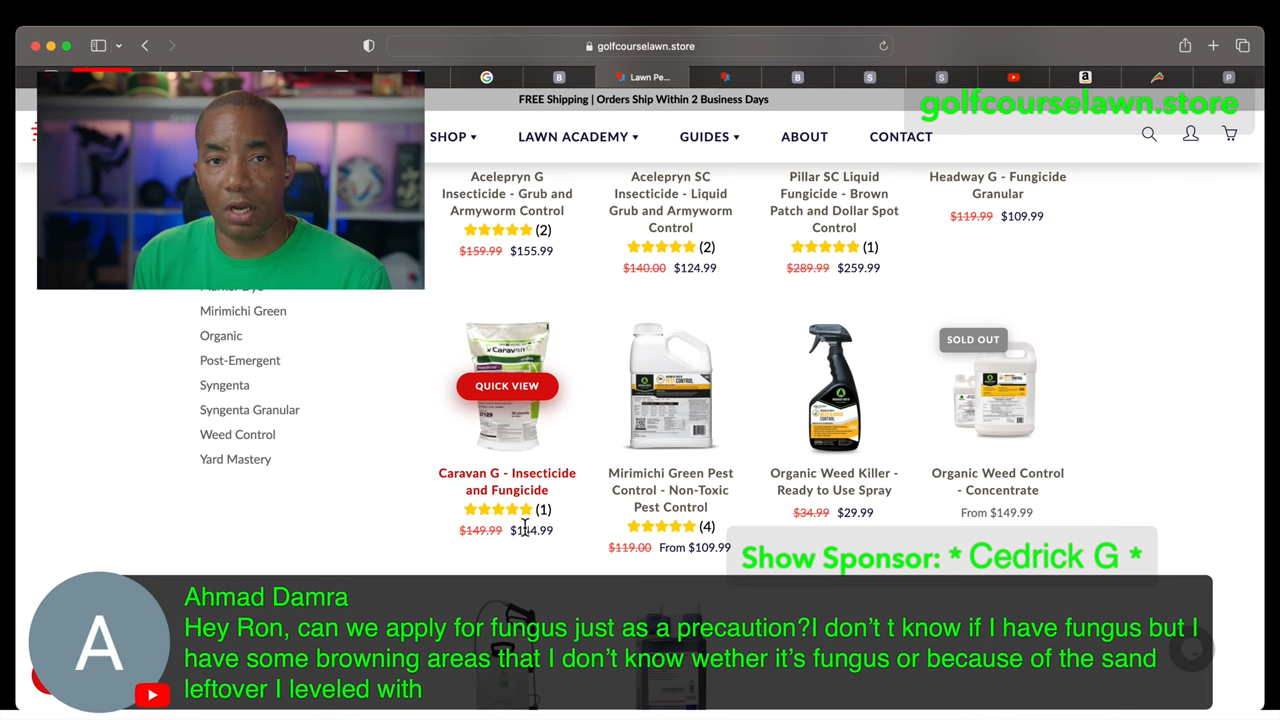 golfcourselawn.store
Lawn Pe...
FREE Shipping | Orders Ship Within 2 Business Days
golfcourselawn.store
SHOP
LAWN ACADEMY
GUIDES
ABOUT
CONTACT
Acelepryn G
Insecticide - Grub and
Armyworm Control
(2)
$159.99 $155.99
Acelepryn SC
Insecticide - Liquid
Grub and Armyworm
Control
(2)
$140.00 $124.99
Pillar SC Liquid
Fungicide - Brown
Patch and Dollar Spot
Control
(1)
$289.99 $259.99
Headway G - Fungicide
Granular
$119.99 $109.99
Mirimichi Green
Organic
Post-Emergent
Syngenta
Syngenta Granular
Weed Control
Yard Mastery
Caravan G
QUICK VIEW
Caravan G - Insecticide
and Fungicide
(1)
$149.99
Mirimichi Green Pest
Control - Non-Toxic
Pest Control
(4)
$119.00 From $109.99
Organic Weed Killer -
Ready to Use Spray
$34.99 $29.99
SOLD OUT
Organic Weed Control
- Concentrate
From $149.99
Show Sponsor: * Cedrick G *
A
Ahmad Damra
Hey Ron, can we apply for fungus just as a precaution?I don't t know if I have fungus but I
have some browning areas that I don't know wether it's fungus or because of the sand
leftover I leveled with